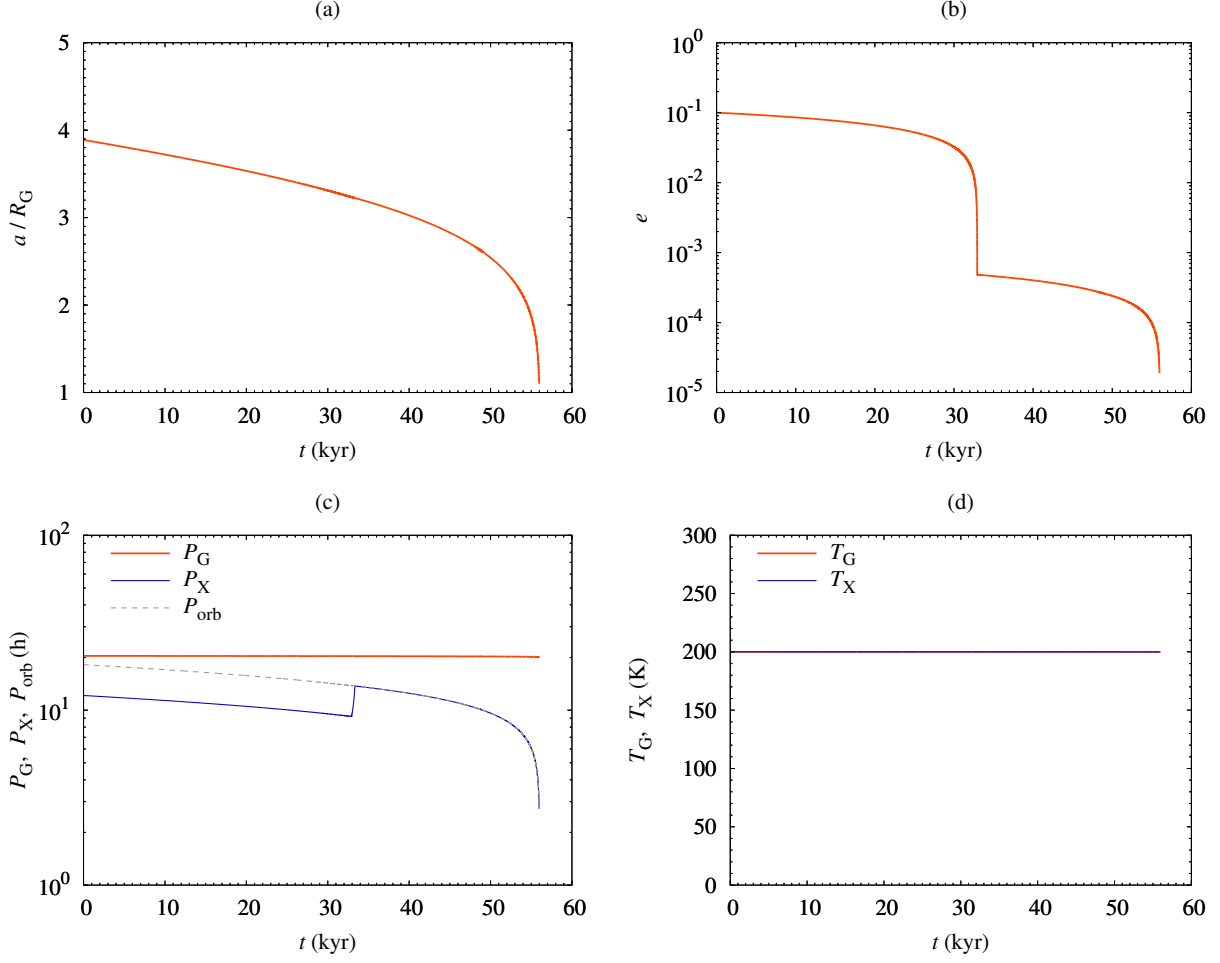 (a)
5
4
3
2
1
a / R_G
0 10 20 30 40 50 60
t (kyr)
(b)
10^0
10^-1
10^-2
10^-3
10^-4
10^-5
e
0 10 20 30 40 50 60
t (kyr)
(c)
10^2
10^1
10^0
P_G, P_X, P_orb (h)
P_G
P_X
P_orb
0 10 20 30 40 50 60
t (kyr)
(d)
300
250
200
150
100
50
0
T_G, T_X (K)
T_G
T_X
0 10 20 30 40 50 60
t (kyr)